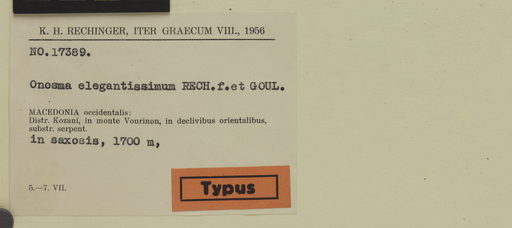 K. H. RECHINGER, ITER GRAECUM VIII., 1956
NO.17389.
Onosma elegantissimum RECH.f.et GOUL.
MACEDONIA occidentalis:
Distr. Kozani, in monte Vourinon, in declivibus orientalibus,
substr. serpent.
in saxosis, 1700 m,
5.—7. VII.
Typus